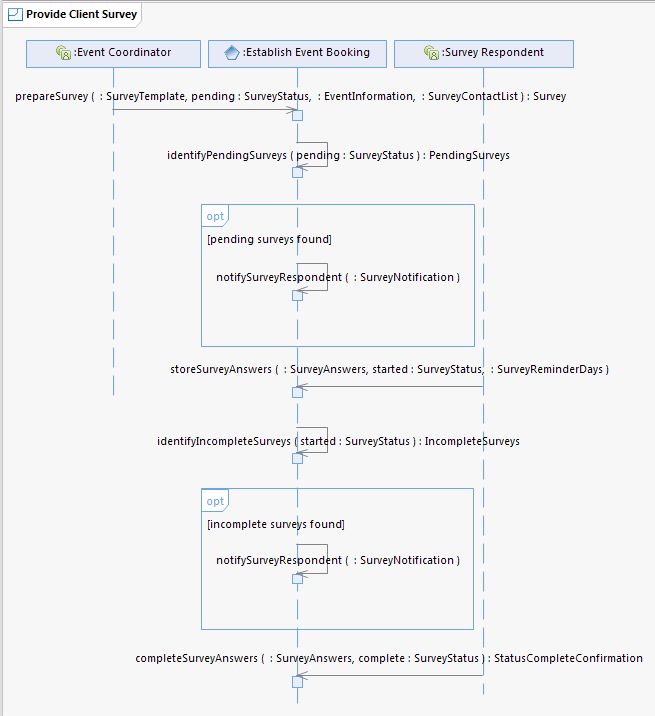 Provide Client Survey
:Event Coordinator
:Establish Event Booking
:Survey Respondent
prepareSurvey ( : SurveyTemplate, pending : SurveyStatus, : EventInformation, : SurveyContactList ) : Survey
identifyPendingSurveys ( pending : SurveyStatus ) : PendingSurveys
opt
[pending surveys found]
notifySurveyRespondent ( : SurveyNotification )
storeSurveyAnswers ( : SurveyAnswers, started : SurveyStatus, : SurveyReminderDays )
identifyIncompleteSurveys ( started : SurveyStatus ) : IncompleteSurveys
opt
[incomplete surveys found]
notifySurveyRespondent ( : SurveyNotification )
completeSurveyAnswers ( : SurveyAnswers, complete : SurveyStatus ) : StatusCompleteConfirmation